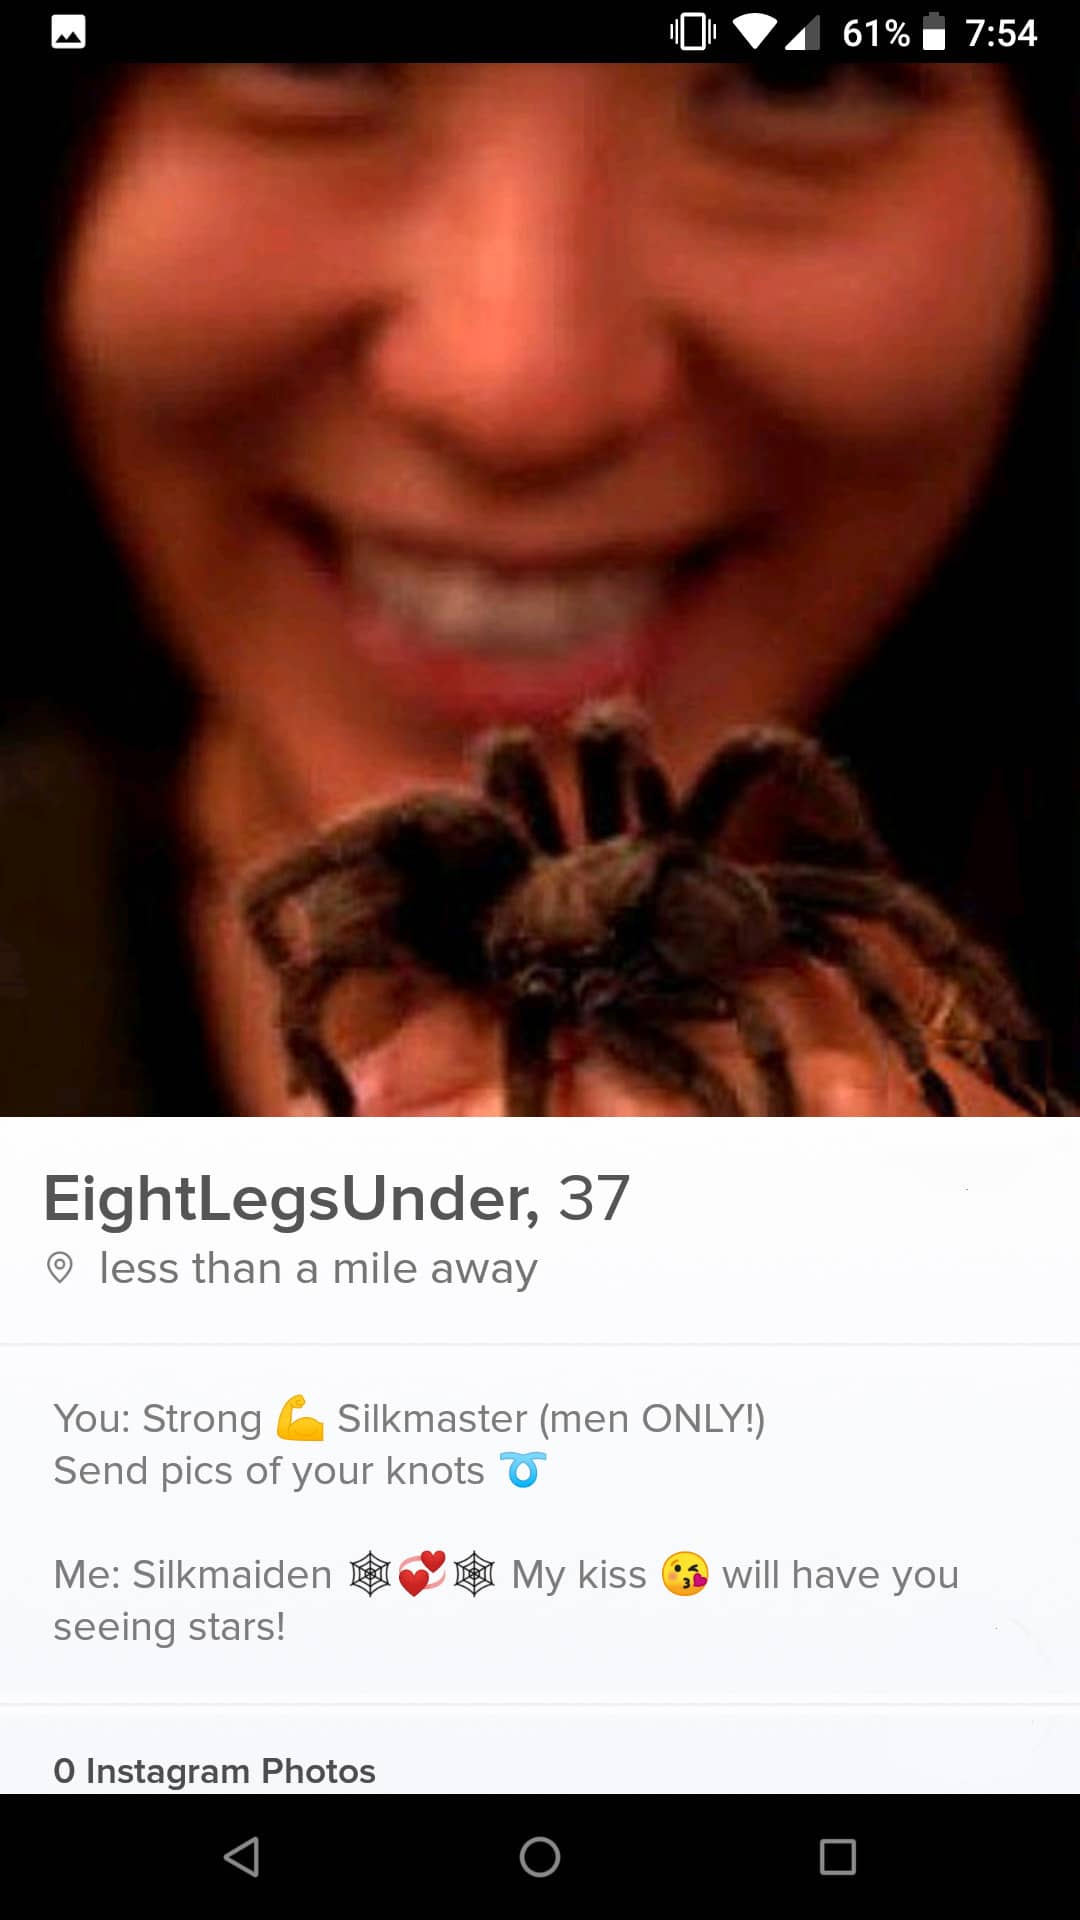 61% 7:54
EightLegsUnder, 37
less than a mile away
You: Strong 💪 Silkmaster (men ONLY!)
Send pics of your knots ➰
Me: Silkmaiden 🕸💞🕸 My kiss 😘 will have you
seeing stars!
0 Instagram Photos